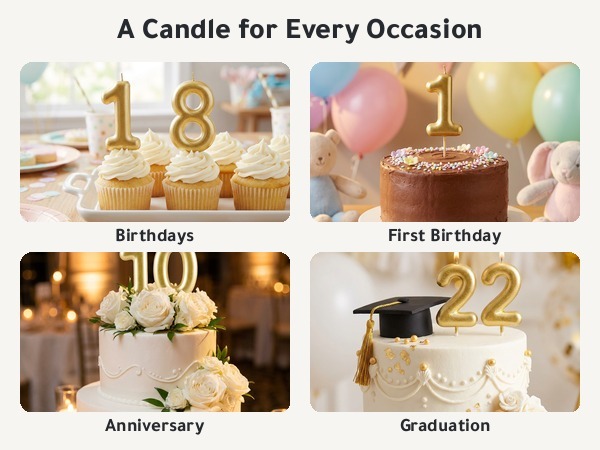 A Candle for Every Occasion
18
1
Birthdays
First Birthday
10
22
Anniversary
Graduation